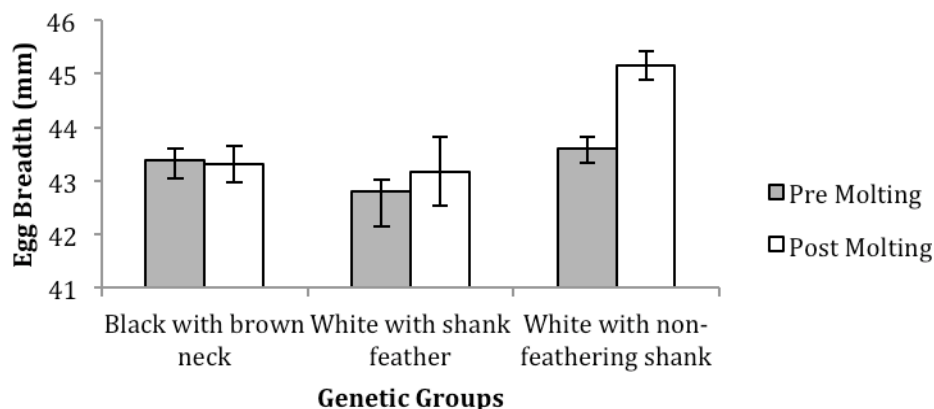 46
45
44
43
42
41
Egg Breadth (mm)
Black with brown
neck
White with shank
feather
White with non-
feathering shank
Genetic Groups
Pre Molting
Post Molting